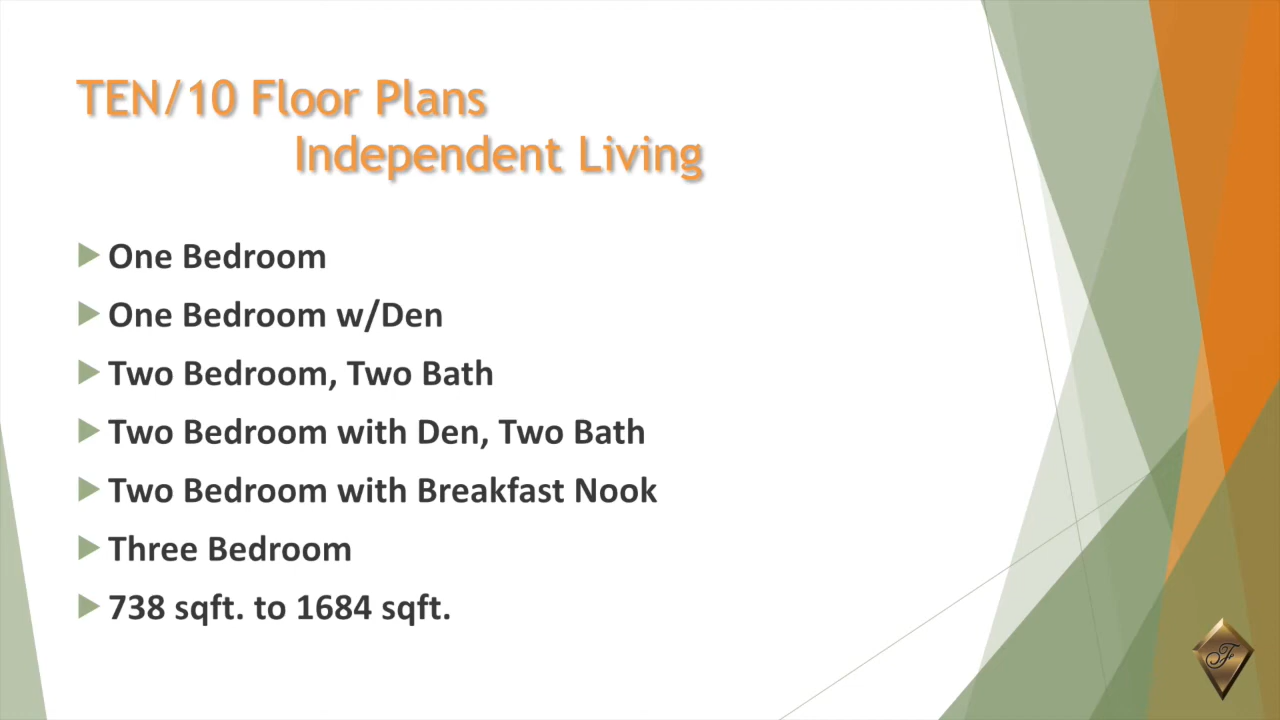 TEN/10 Floor Plans
Independent Living
One Bedroom
One Bedroom w/Den
Two Bedroom, Two Bath
Two Bedroom with Den, Two Bath
Two Bedroom with Breakfast Nook
Three Bedroom
738 sqft. to 1684 sqft.